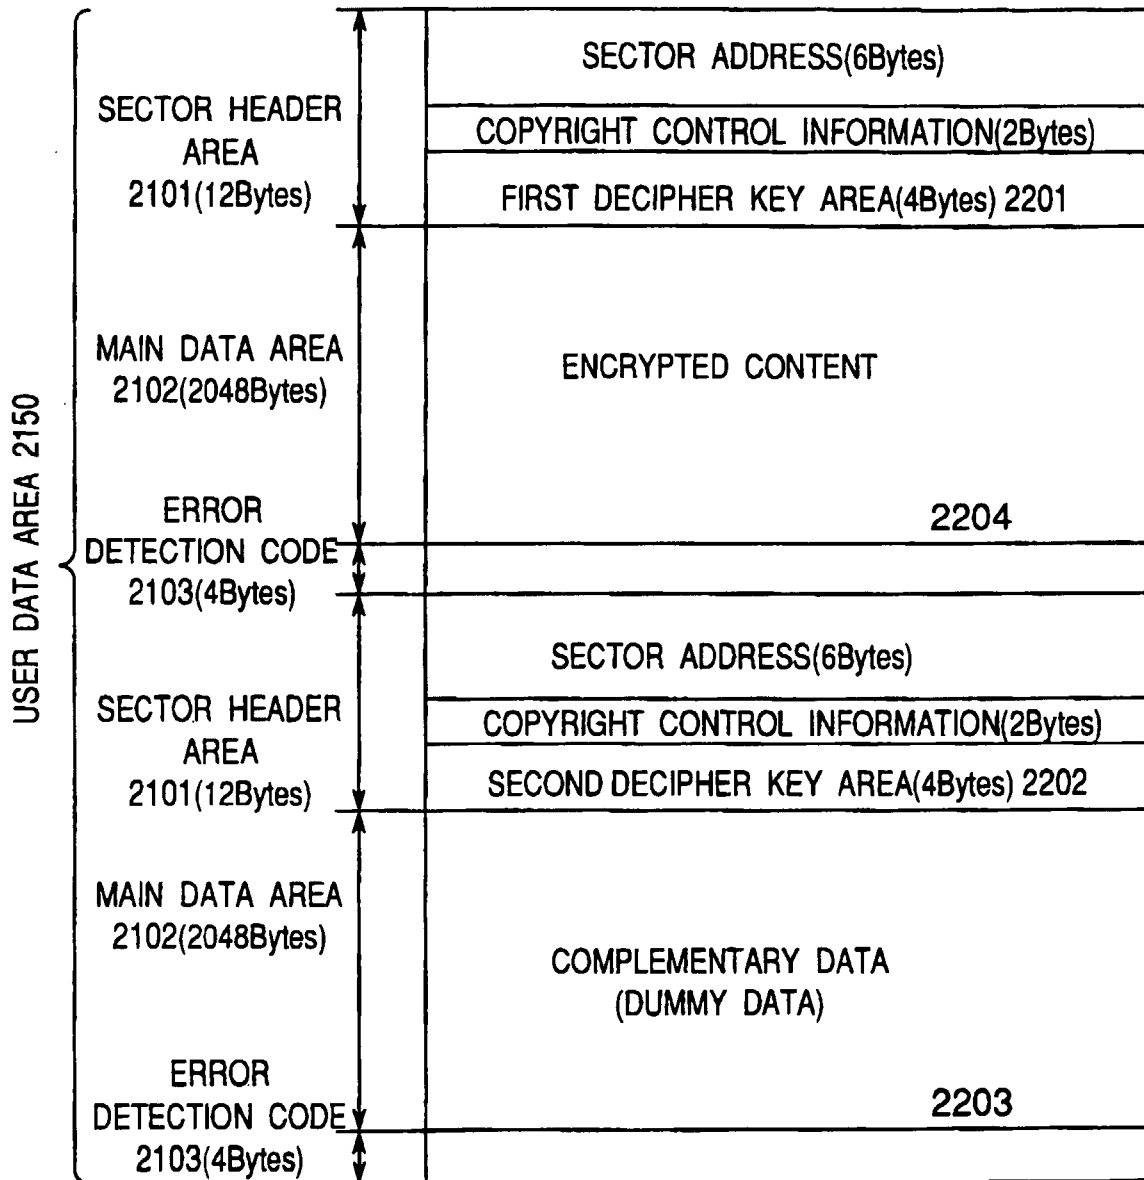 USER DATA AREA 2150
SECTOR HEADER
AREA
2101(12Bytes)
SECTOR ADDRESS(6Bytes)
COPYRIGHT CONTROL INFORMATION(2Bytes)
FIRST DECIPHER KEY AREA(4Bytes) 2201
MAIN DATA AREA
2102(2048Bytes)
ENCRYPTED CONTENT
2204
ERROR
DETECTION CODE
2103(4Bytes)
SECTOR HEADER
AREA
2101(12Bytes)
SECTOR ADDRESS(6Bytes)
COPYRIGHT CONTROL INFORMATION(2Bytes)
SECOND DECIPHER KEY AREA(4Bytes) 2202
MAIN DATA AREA
2102(2048Bytes)
COMPLEMENTARY DATA
(DUMMY DATA)
2203
ERROR
DETECTION CODE
2103(4Bytes)